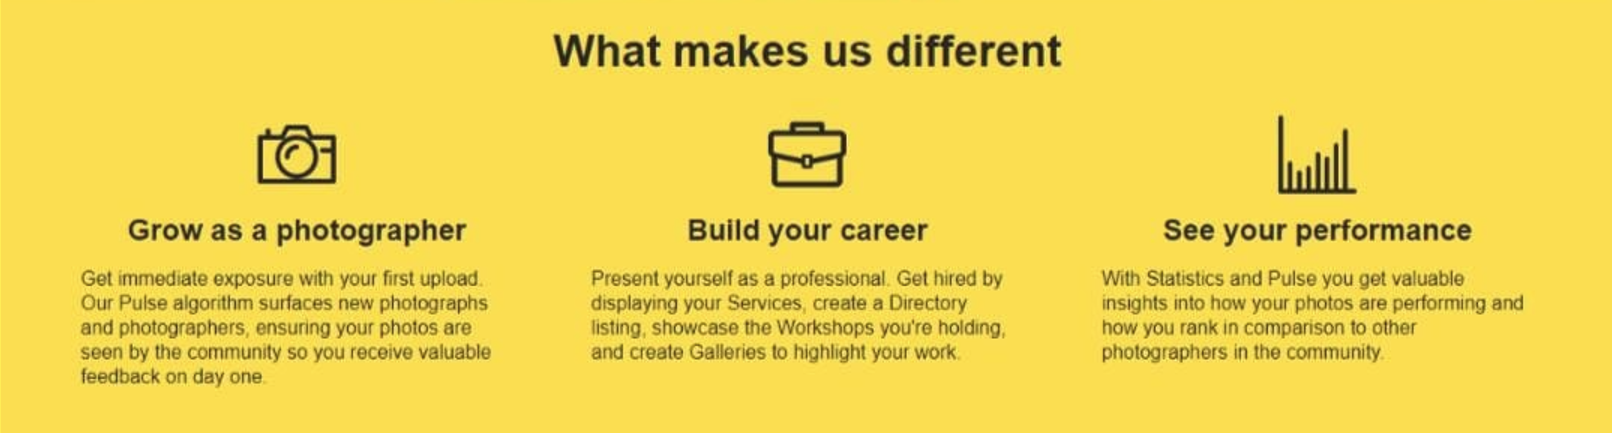 What makes us different
Grow as a photographer
Get immediate exposure with your first upload.
Our Pulse algorithm surfaces new photographs
and photographers, ensuring your photos are
seen by the community so you receive valuable
feedback on day one.
Build your career
Present yourself as a professional. Get hired by
displaying your Services, create a Directory
listing, showcase the Workshops you're holding,
and create Galleries to highlight your work.
See your performance
With Statistics and Pulse you get valuable
insights into how your photos are performing and
how you rank in comparison to other
photographers in the community.